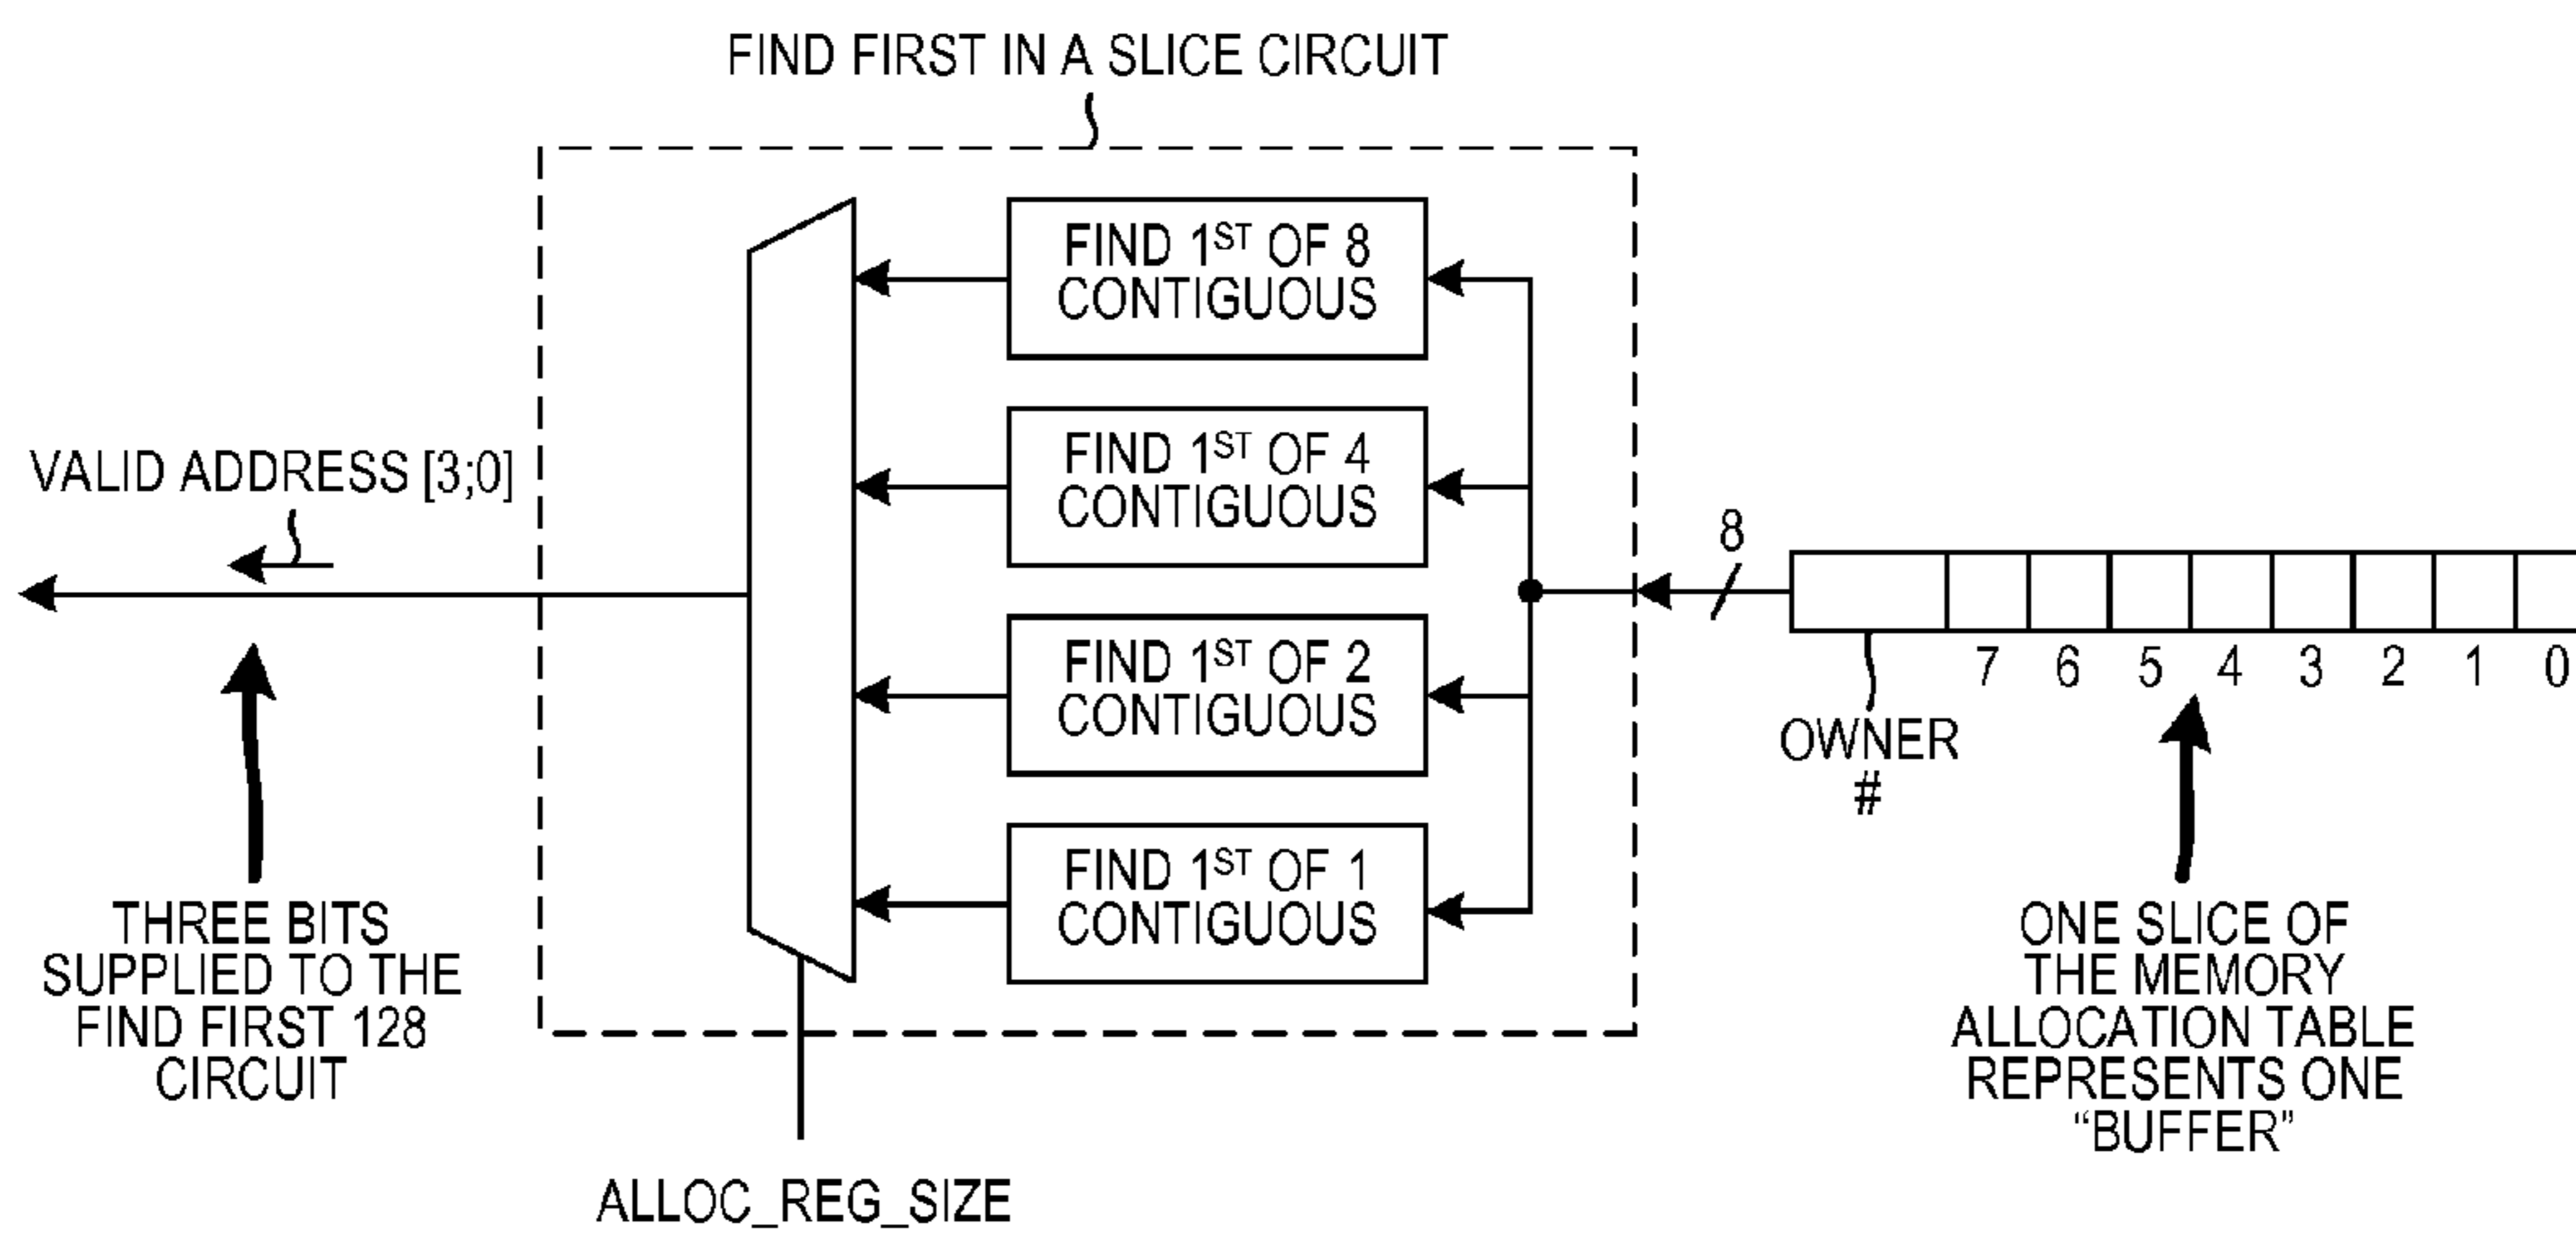 FIND FIRST IN A SLICE CIRCUIT
FIND 1ST OF 8
CONTIGUOUS
FIND 1ST OF 4
CONTIGUOUS
VALID ADDRESS [3;0]
8
FIND 1ST OF 2
CONTIGUOUS
7 6 5 4 3 2 1 0
OWNER
#
FIND 1ST OF 1
CONTIGUOUS
THREE BITS
SUPPLIED TO THE
FIND FIRST 128
CIRCUIT
ONE SLICE OF
THE MEMORY
ALLOCATION TABLE
REPRESENTS ONE
“BUFFER”
ALLOC_REG_SIZE